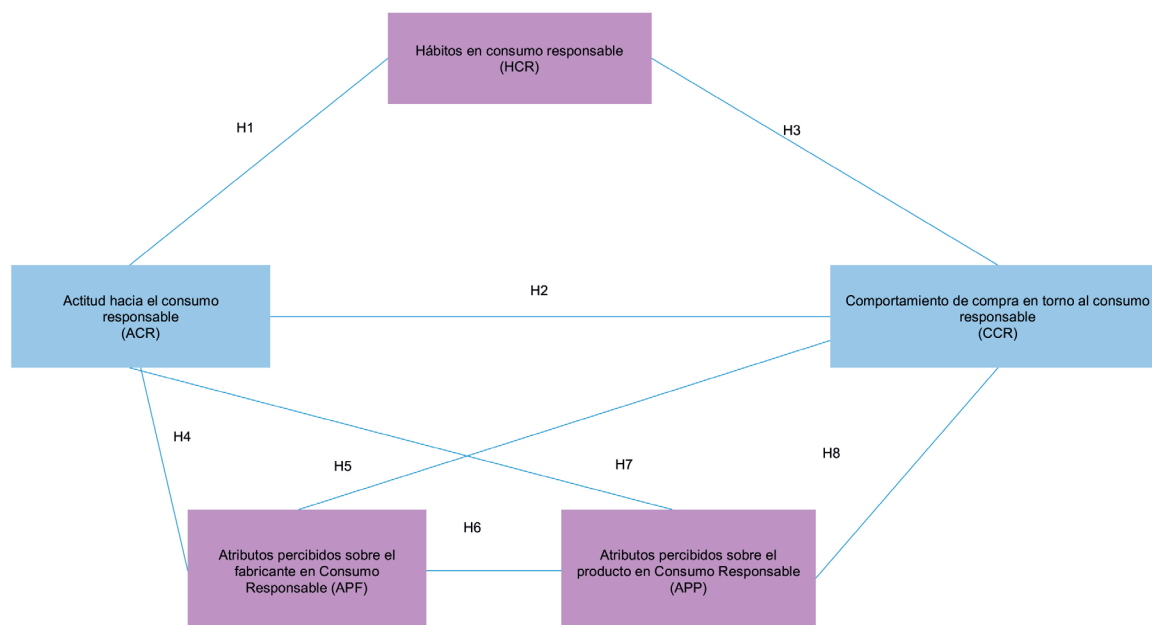 Hábitos en consumo responsable
(HCR)
H1
H3
Actitud hacia el consumo
responsable
(ACR)
H2
Comportamiento de compra en torno al consumo
responsable
(CCR)
H4
H5
H7
H8
H6
Atributos percibidos sobre el
fabricante en Consumo
Responsable (APF)
Atributos percibidos sobre el
producto en Consumo Responsable
(APP)